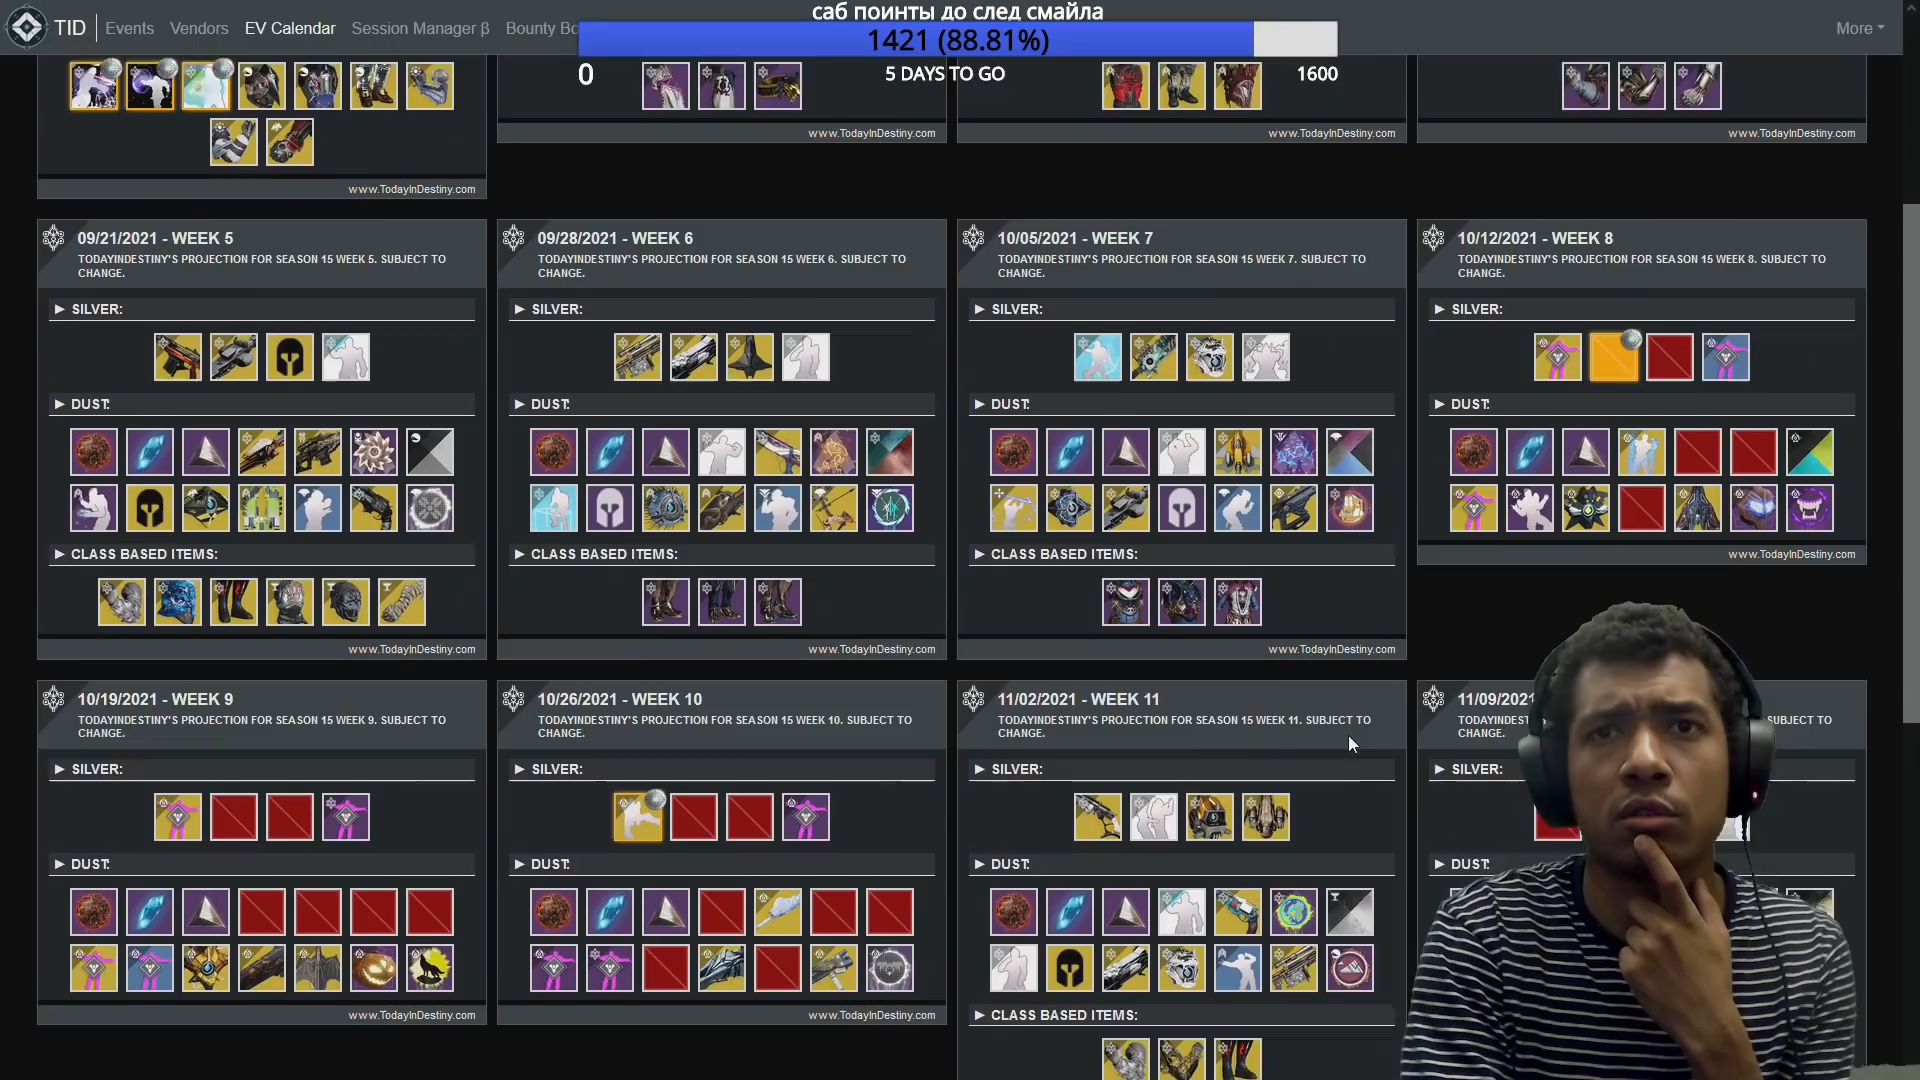 саб поинты до след смайла
TID
Events
Vendors
EV Calendar
Session Manager β
Bounty Bo
1421 (88.81%)
More
0
5 DAYS TO GO
1600
www.TodayInDestiny.com
www.TodayInDestiny.com
www.TodayInDestiny.com
www.TodayInDestiny.com
09/21/2021 - WEEK 5
TODAYINDESTINY'S PROJECTION FOR SEASON 15 WEEK 5. SUBJECT TO
CHANGE.
SILVER:
DUST:
CLASS BASED ITEMS:
www.TodayInDestiny.com
09/28/2021 - WEEK 6
TODAYINDESTINY'S PROJECTION FOR SEASON 15 WEEK 6. SUBJECT TO
CHANGE.
SILVER:
DUST:
CLASS BASED ITEMS:
www.TodayInDestiny.com
10/05/2021 - WEEK 7
TODAYINDESTINY'S PROJECTION FOR SEASON 15 WEEK 7. SUBJECT TO
CHANGE.
SILVER:
DUST:
CLASS BASED ITEMS:
www.TodayInDestiny.com
10/12/2021 - WEEK 8
TODAYINDESTINY'S PROJECTION FOR SEASON 15 WEEK 8. SUBJECT TO
CHANGE.
SILVER:
DUST:
www.TodayInDestiny.com
10/19/2021 - WEEK 9
TODAYINDESTINY'S PROJECTION FOR SEASON 15 WEEK 9. SUBJECT TO
CHANGE.
SILVER:
DUST:
www.TodayInDestiny.com
10/26/2021 - WEEK 10
TODAYINDESTINY'S PROJECTION FOR SEASON 15 WEEK 10. SUBJECT TO
CHANGE.
SILVER:
DUST:
www.TodayInDestiny.com
11/02/2021 - WEEK 11
TODAYINDESTINY'S PROJECTION FOR SEASON 15 WEEK 11. SUBJECT TO
CHANGE.
SILVER:
DUST:
CLASS BASED ITEMS:
11/09/2021
SUBJECT TO
CHANGE.
SILVER:
DUST: